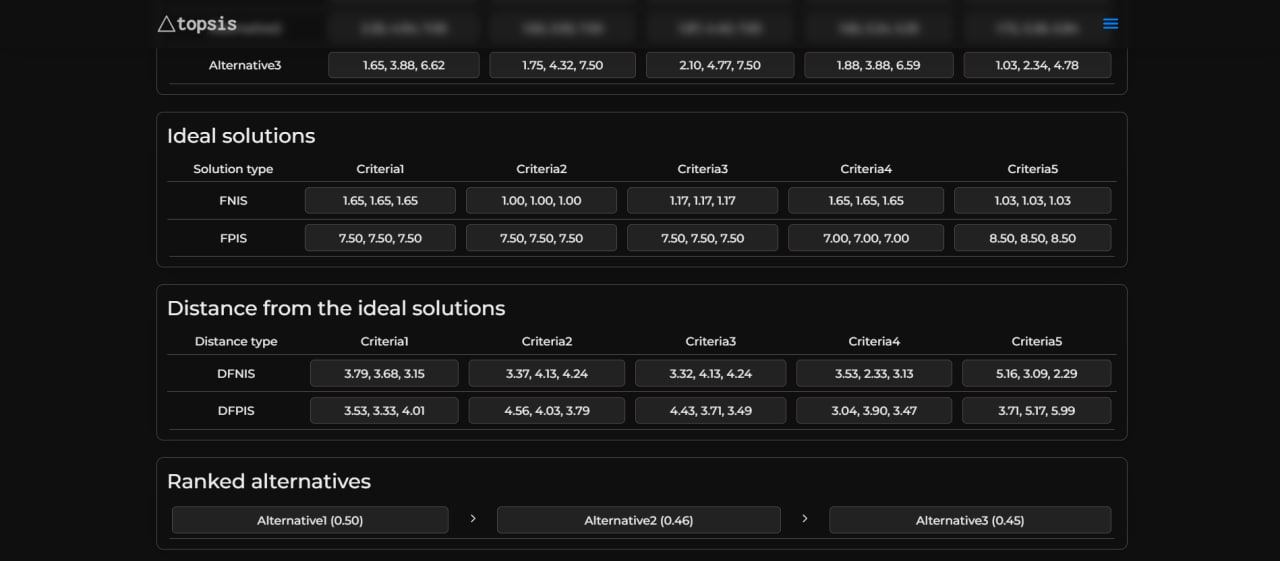 topsis
Alternative3 1.65, 3.88, 6.62 1.75, 4.32, 7.50 2.10, 4.77, 7.50 1.88, 3.88, 6.59 1.03, 2.34, 4.78
Ideal solutions
Solution type Criteria1 Criteria2 Criteria3 Criteria4 Criteria5
FNIS 1.65, 1.65, 1.65 1.00, 1.00, 1.00 1.17, 1.17, 1.17 1.65, 1.65, 1.65 1.03, 1.03, 1.03
FPIS 7.50, 7.50, 7.50 7.50, 7.50, 7.50 7.50, 7.50, 7.50 7.00, 7.00, 7.00 8.50, 8.50, 8.50
Distance from the ideal solutions
Distance type Criteria1 Criteria2 Criteria3 Criteria4 Criteria5
DFNIS 3.79, 3.68, 3.15 3.37, 4.13, 4.24 3.32, 4.13, 4.24 3.53, 2.33, 3.13 5.16, 3.09, 2.29
DFPIS 3.53, 3.33, 4.01 4.56, 4.03, 3.79 4.43, 3.71, 3.49 3.04, 3.90, 3.47 3.71, 5.17, 5.99
Ranked alternatives
Alternative1 (0.50) > Alternative2 (0.46) > Alternative3 (0.45)